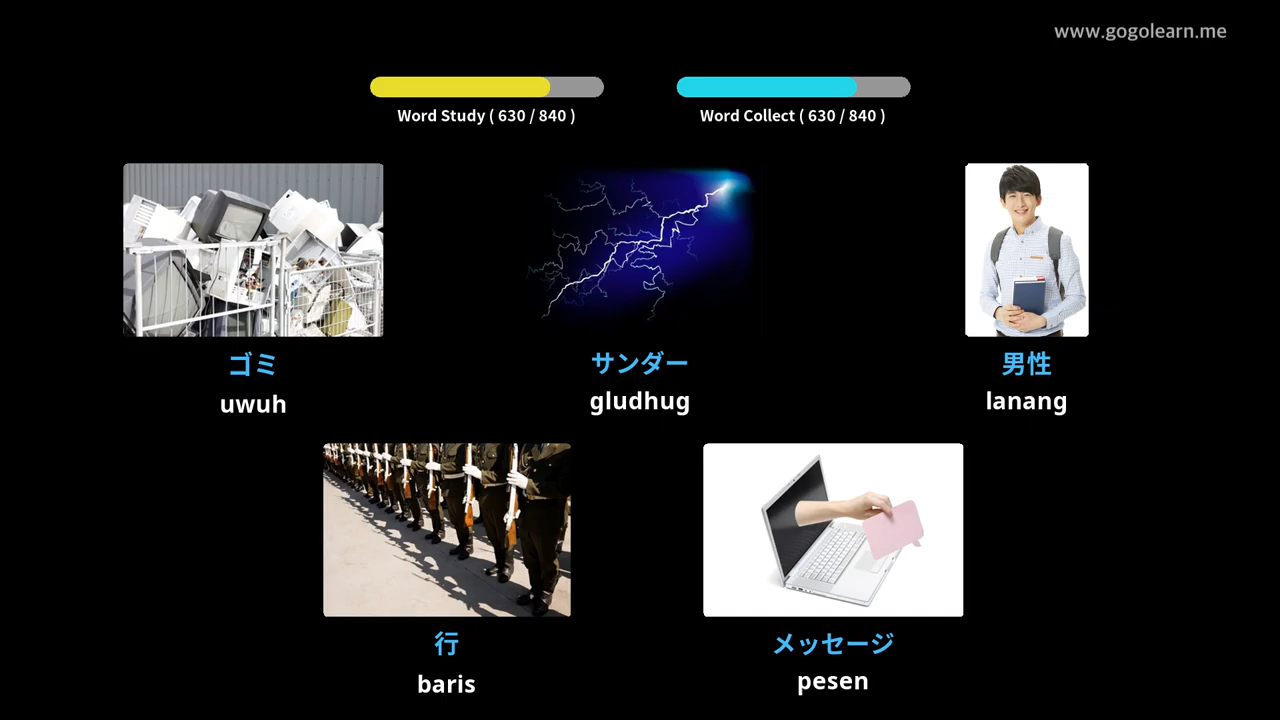 www.gogolearn.me
Word Study ( 630 / 840 )
Word Collect ( 630 / 840 )
ゴミ
uwuh
サンダー
gludhug
男性
lanang
行
baris
メッセージ
pesen